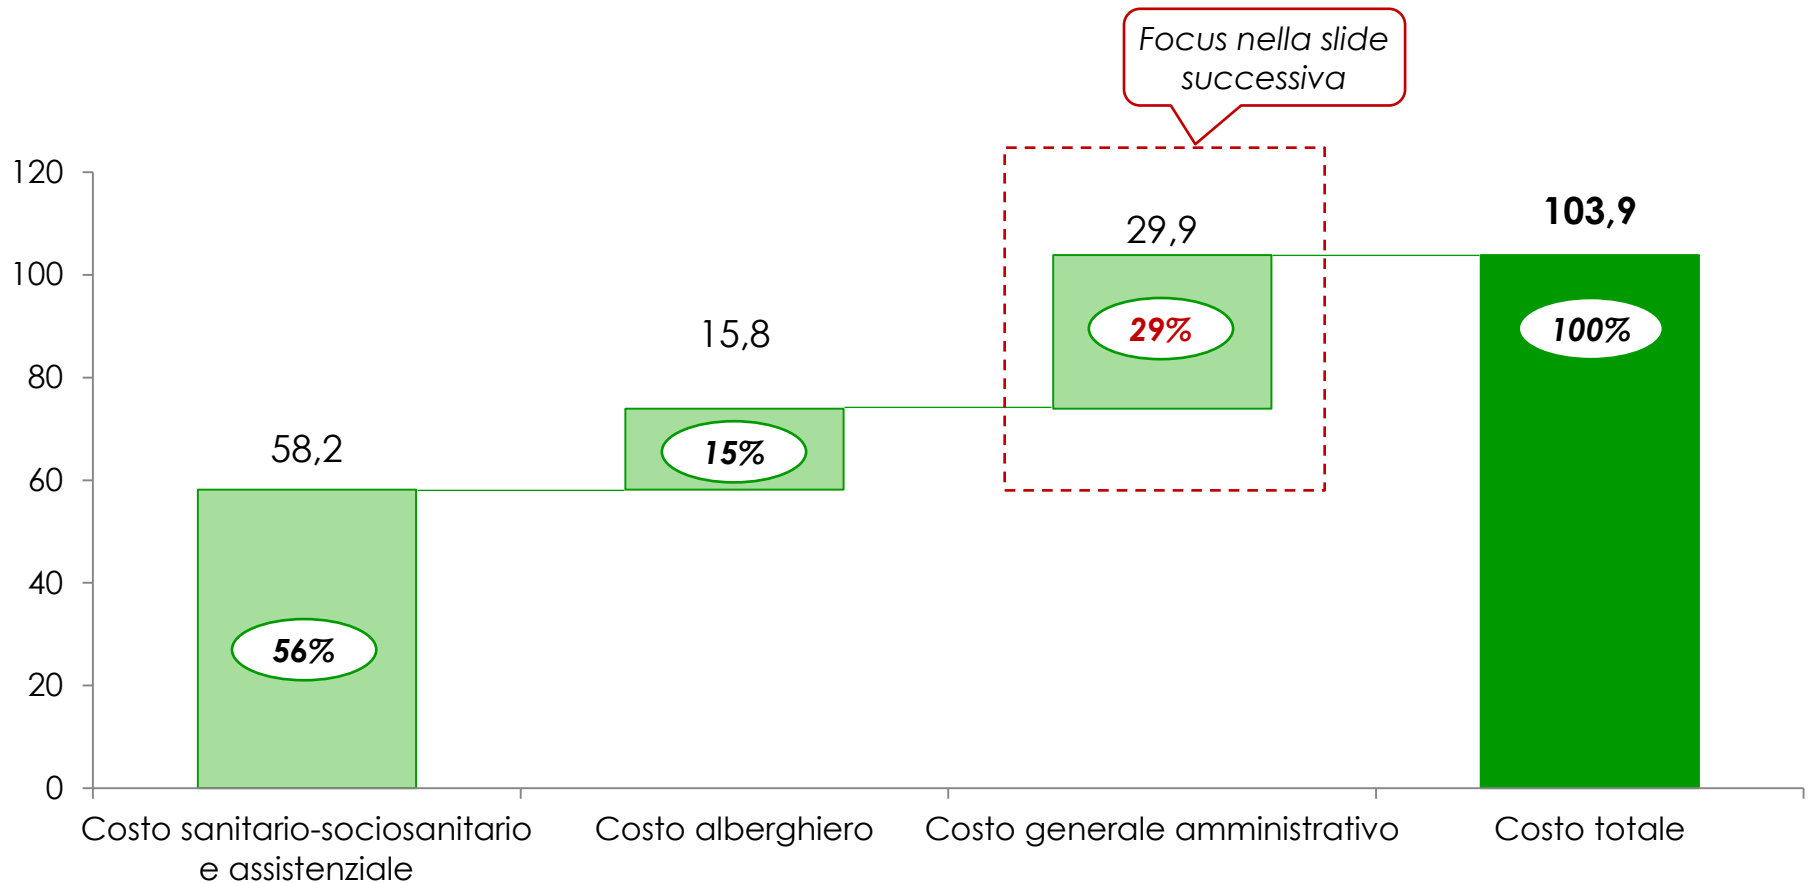 Focus nella slide
successiva
120
100
80
60
40
20
0
58,2
15,8
29,9
103,9
56%
15%
29%
100%
Costo sanitario-sociosanitario
e assistenziale
Costo alberghiero
Costo generale amministrativo
Costo totale